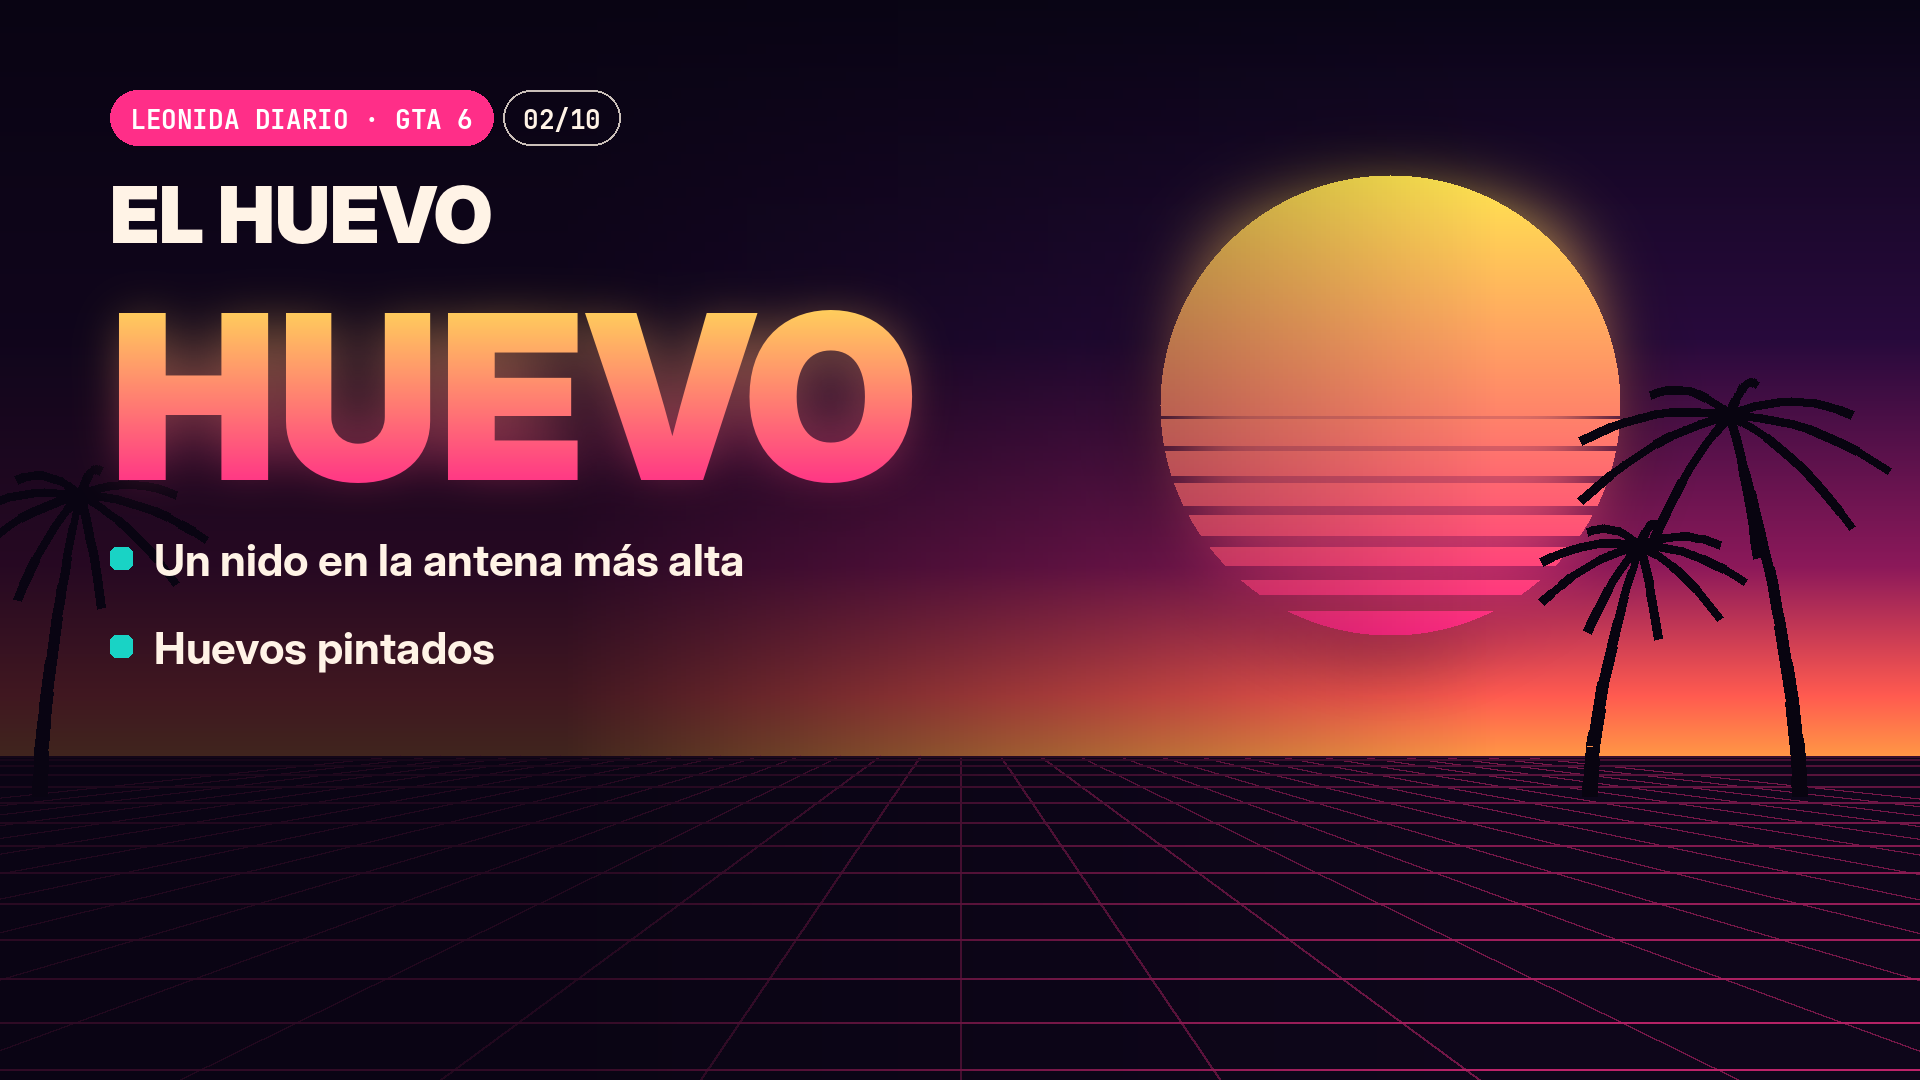 LEONIDA DIARIO · GTA 6 02/10
EL HUEVO
HUEVO
Un nido en la antena más alta
Huevos pintados